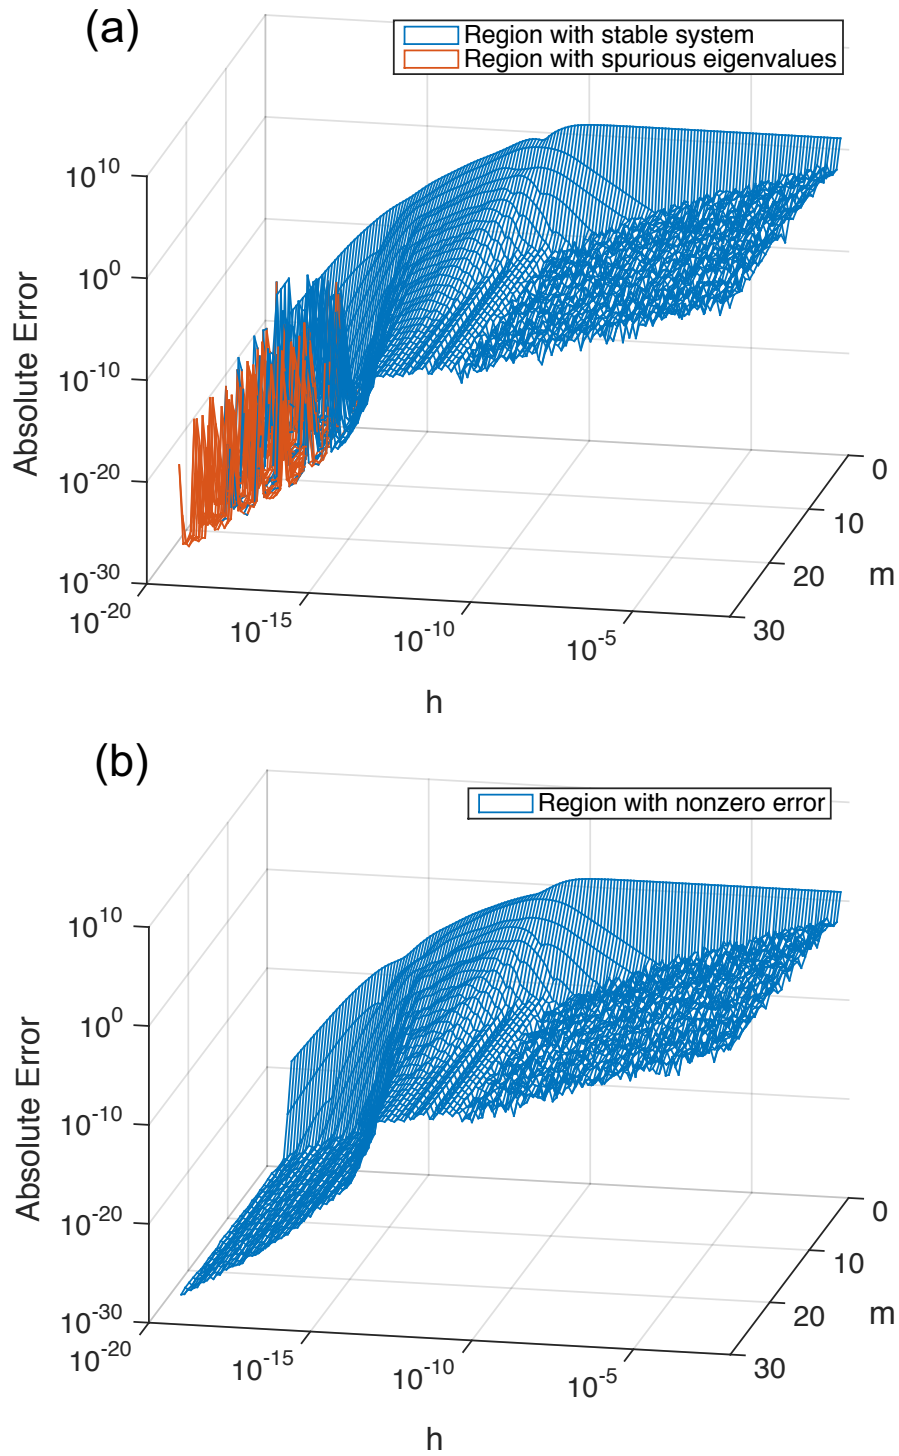 (a)
Region with stable system
Region with spurious eigenvalues
10^10
10^0
10^-10
10^-20
10^-30
Absolute Error
10^-20
10^-15
10^-10
10^-5
h
0
10
20
30
m
(b)
Region with nonzero error
10^10
10^0
10^-10
10^-20
10^-30
Absolute Error
10^-20
10^-15
10^-10
10^-5
h
0
10
20
30
m